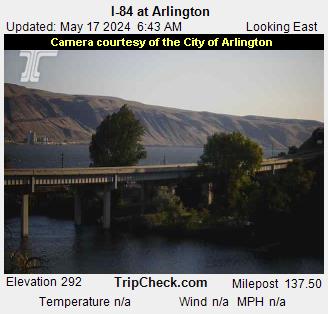 I-84 at Arlington
Updated: May 17 2024 6:43 AM Looking East
Camera courtesy of the City of Arlington
Elevation 292 TripCheck.com Milepost 137.50
Temperature n/a Wind n/a MPH n/a